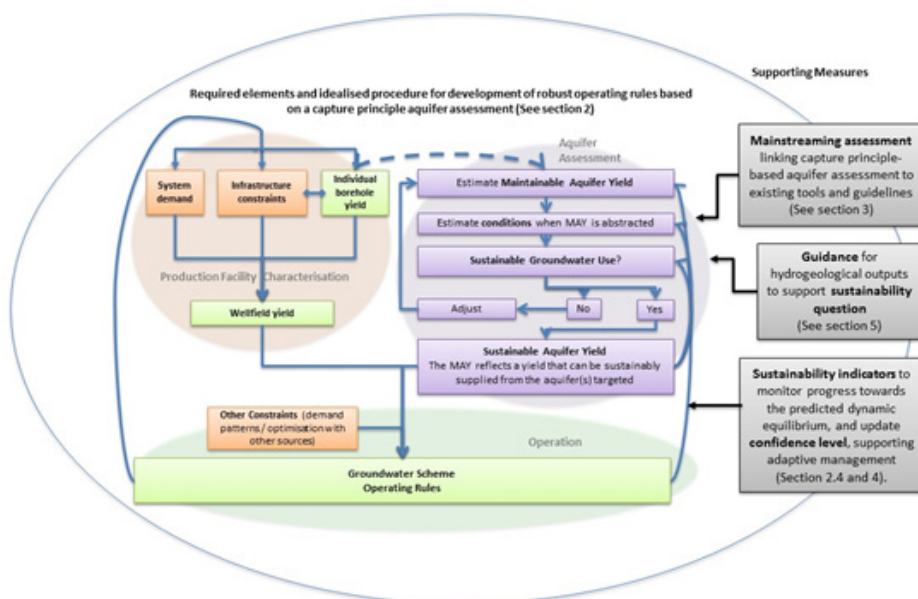 Supporting Measures
Required elements and idealised procedure for development of robust operating rules based
on a capture principle aquifer assessment (See section 2)
Aquifer
Assessment
System
demand
Infrastructure
constraints
Individual
borehole
yield
Production Facility Characterisation
Wellfield yield
Estimate Maintainable Aquifer Yield
Estimate conditions when MAY is abstracted
Sustainable Groundwater Use?
Adjust
No
Yes
Sustainable Aquifer Yield
The MAY reflects a yield that can be sustainably
supplied from the aquifer(s) targeted
Other Constraints (demand
patterns/ optimisation with
other sources)
Operation
Groundwater Scheme
Operating Rules
Mainstreaming assessment
linking capture principle-
based aquifer assessment to
existing tools and guidelines
(See section 3)
Guidance for
hydrogeological outputs
to support sustainability
question
(See section 5)
Sustainability indicators to
monitor progress towards
the predicted dynamic
equilibrium, and update
confidence level, supporting
adaptive management
(Section 2.4 and 4).